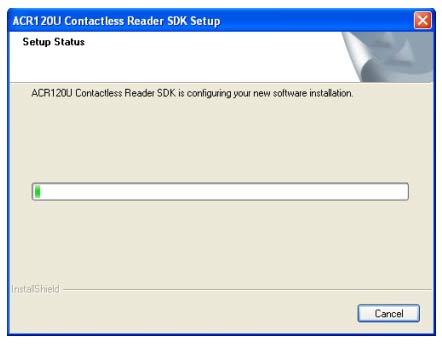 ACR120U Contactless Reader SDK Setup
Setup Status
ACR120U Contactless Reader SDK is configuring your new software installation.
InstallShield
Cancel